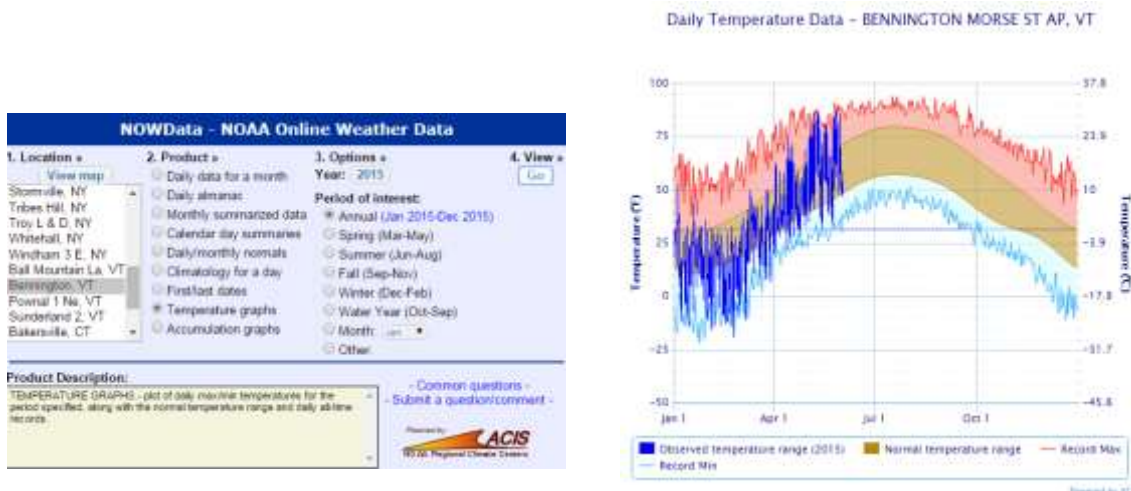 NOWData - NOAA Online Weather Data
1. Location »
View map
Stormville, NY
Tribes Hill, NY
Troy L & D, NY
Whitehall, NY
Windham 3 E, NY
Ball Mountain La, VT
Bennington, VT
Pownal 1 Ne, VT
Sunderland 2, VT
Bakersville, CT
2. Product »
Daily data for a month
Daily almanac
Monthly summarized data
Calendar day summaries
Daily/monthly normals
Climatology for a day
First/last dates
Temperature graphs
Accumulation graphs
3. Options »
Year: 2015
Period of interest:
Annual (Jan 2015-Dec 2015)
Spring (Mar-May)
Summer (Jun-Aug)
Fall (Sep-Nov)
Winter (Dec-Feb)
Water Year (Oct-Sep)
Month:
Other:
4. View »
Go
Product Description:
TEMPERATURE GRAPHS - plot of daily max/min temperatures for the
period specified, along with the normal temperature range and daily all-time
records.
- Common questions -
- Submit a question/comment -
Powered by
ACIS
NOAA Regional Climate Centers
Daily Temperature Data – BENNINGTON MORSE ST AP, VT
Temperature (°F)
100
75
50
25
0
-25
-50
37.8
23.9
10
-3.9
-17.8
-31.7
-45.6
Temperature (°C)
Jan 1
Apr 1
Jul 1
Oct 1
Observed temperature range (2015)
Normal temperature range
Record Max
Record Min